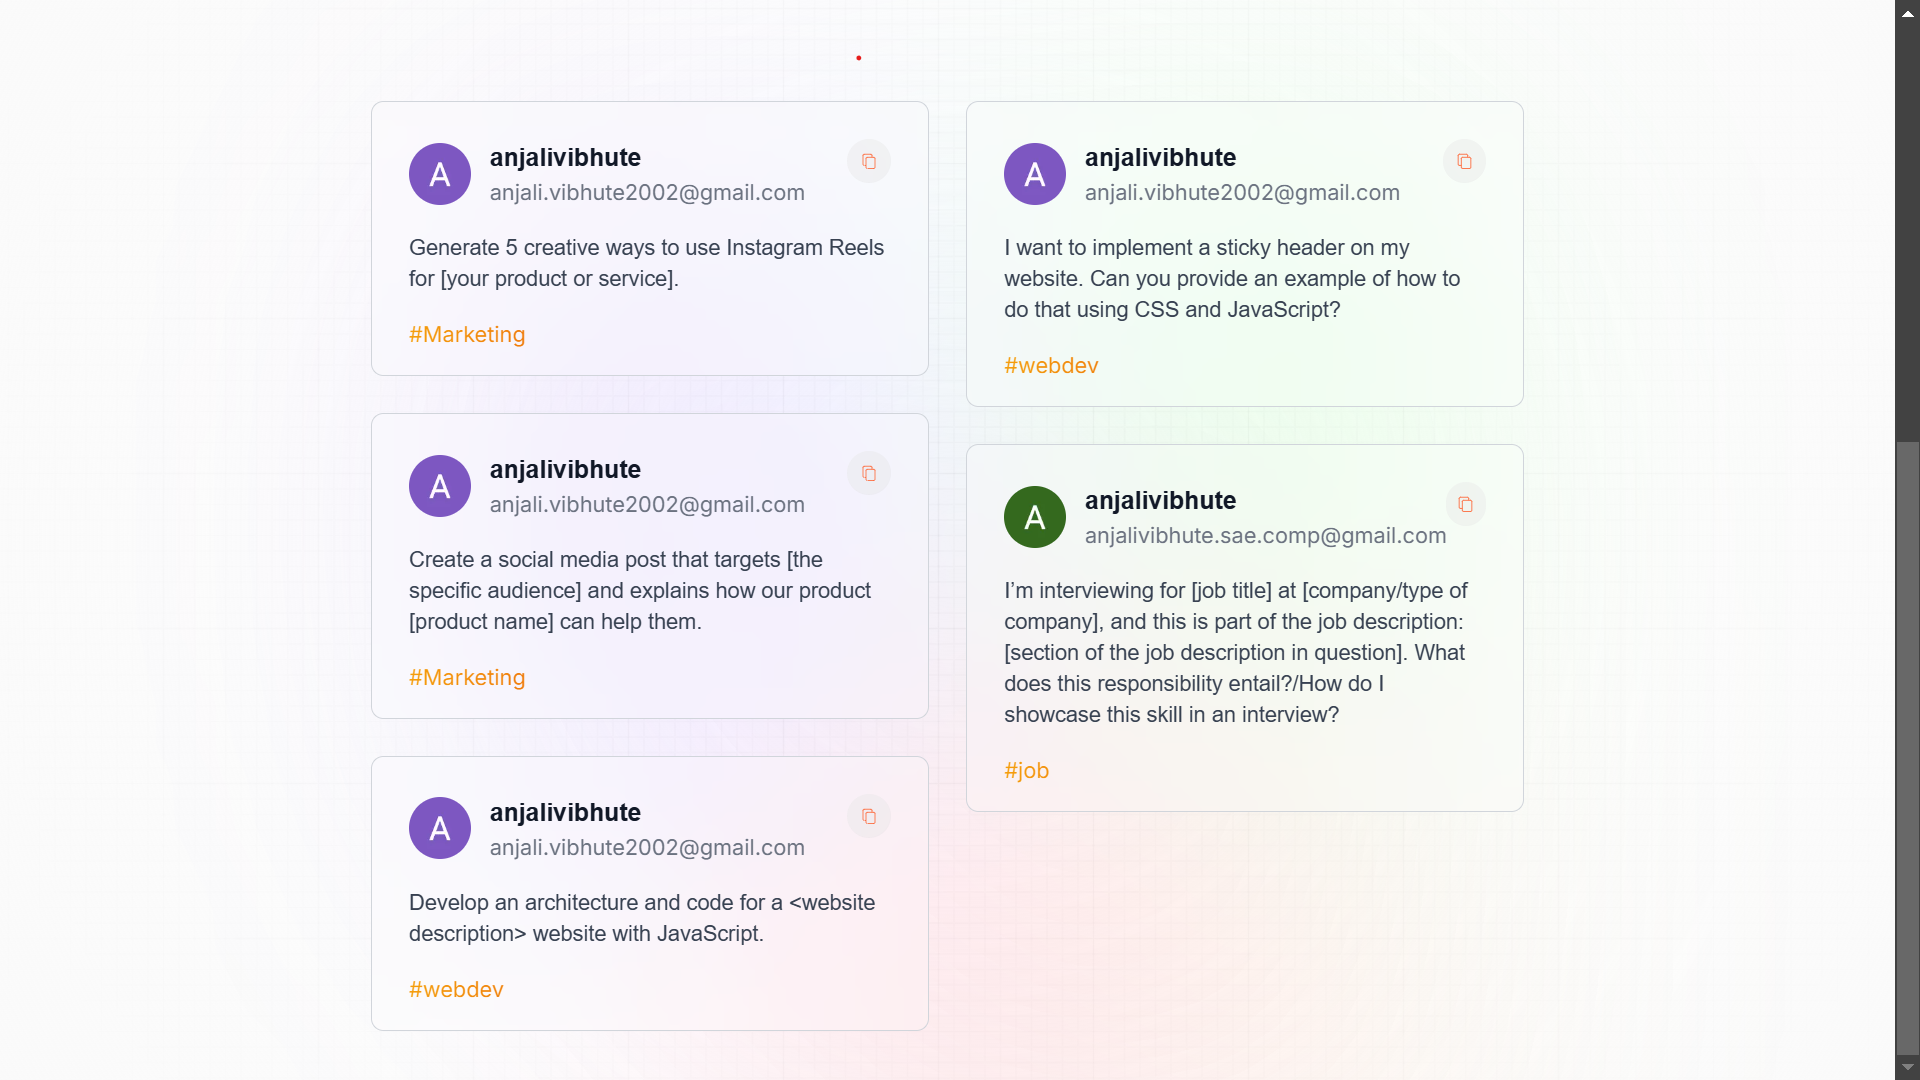 A
anjalivibhute
anjali.vibhute2002@gmail.com
Generate 5 creative ways to use Instagram Reels
for [your product or service].
#Marketing
A
anjalivibhute
anjali.vibhute2002@gmail.com
Create a social media post that targets [the
specific audience] and explains how our product
[product name] can help them.
#Marketing
A
anjalivibhute
anjali.vibhute2002@gmail.com
Develop an architecture and code for a <website
description> website with JavaScript.
#webdev
A
anjalivibhute
anjali.vibhute2002@gmail.com
I want to implement a sticky header on my
website. Can you provide an example of how to
do that using CSS and JavaScript?
#webdev
A
anjalivibhute
anjalivibhute.sae.comp@gmail.com
I’m interviewing for [job title] at [company/type of
company], and this is part of the job description:
[section of the job description in question]. What
does this responsibility entail?/How do I
showcase this skill in an interview?
#job